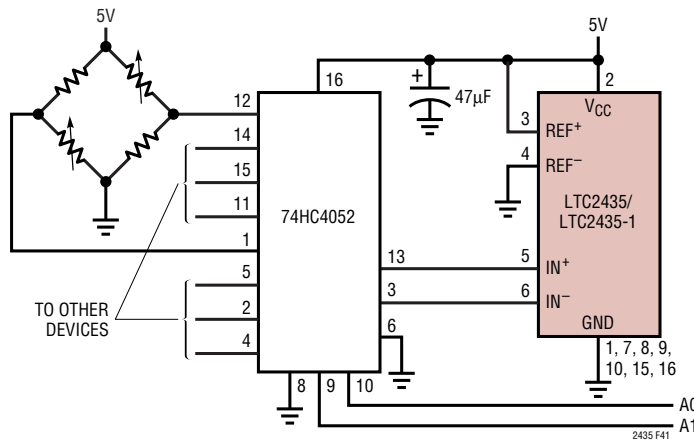 5V
5V
16
2
12
+
47µF
VCC
3
REF+
14
4
REF−
15
LTC2435/
LTC2435-1
11
74HC4052
1
13
5
IN+
5
3
6
IN−
2
6
GND
4
TO OTHER
DEVICES
8
9
10
1, 7, 8, 9,
10, 15, 16
A0
A1
2435 F41